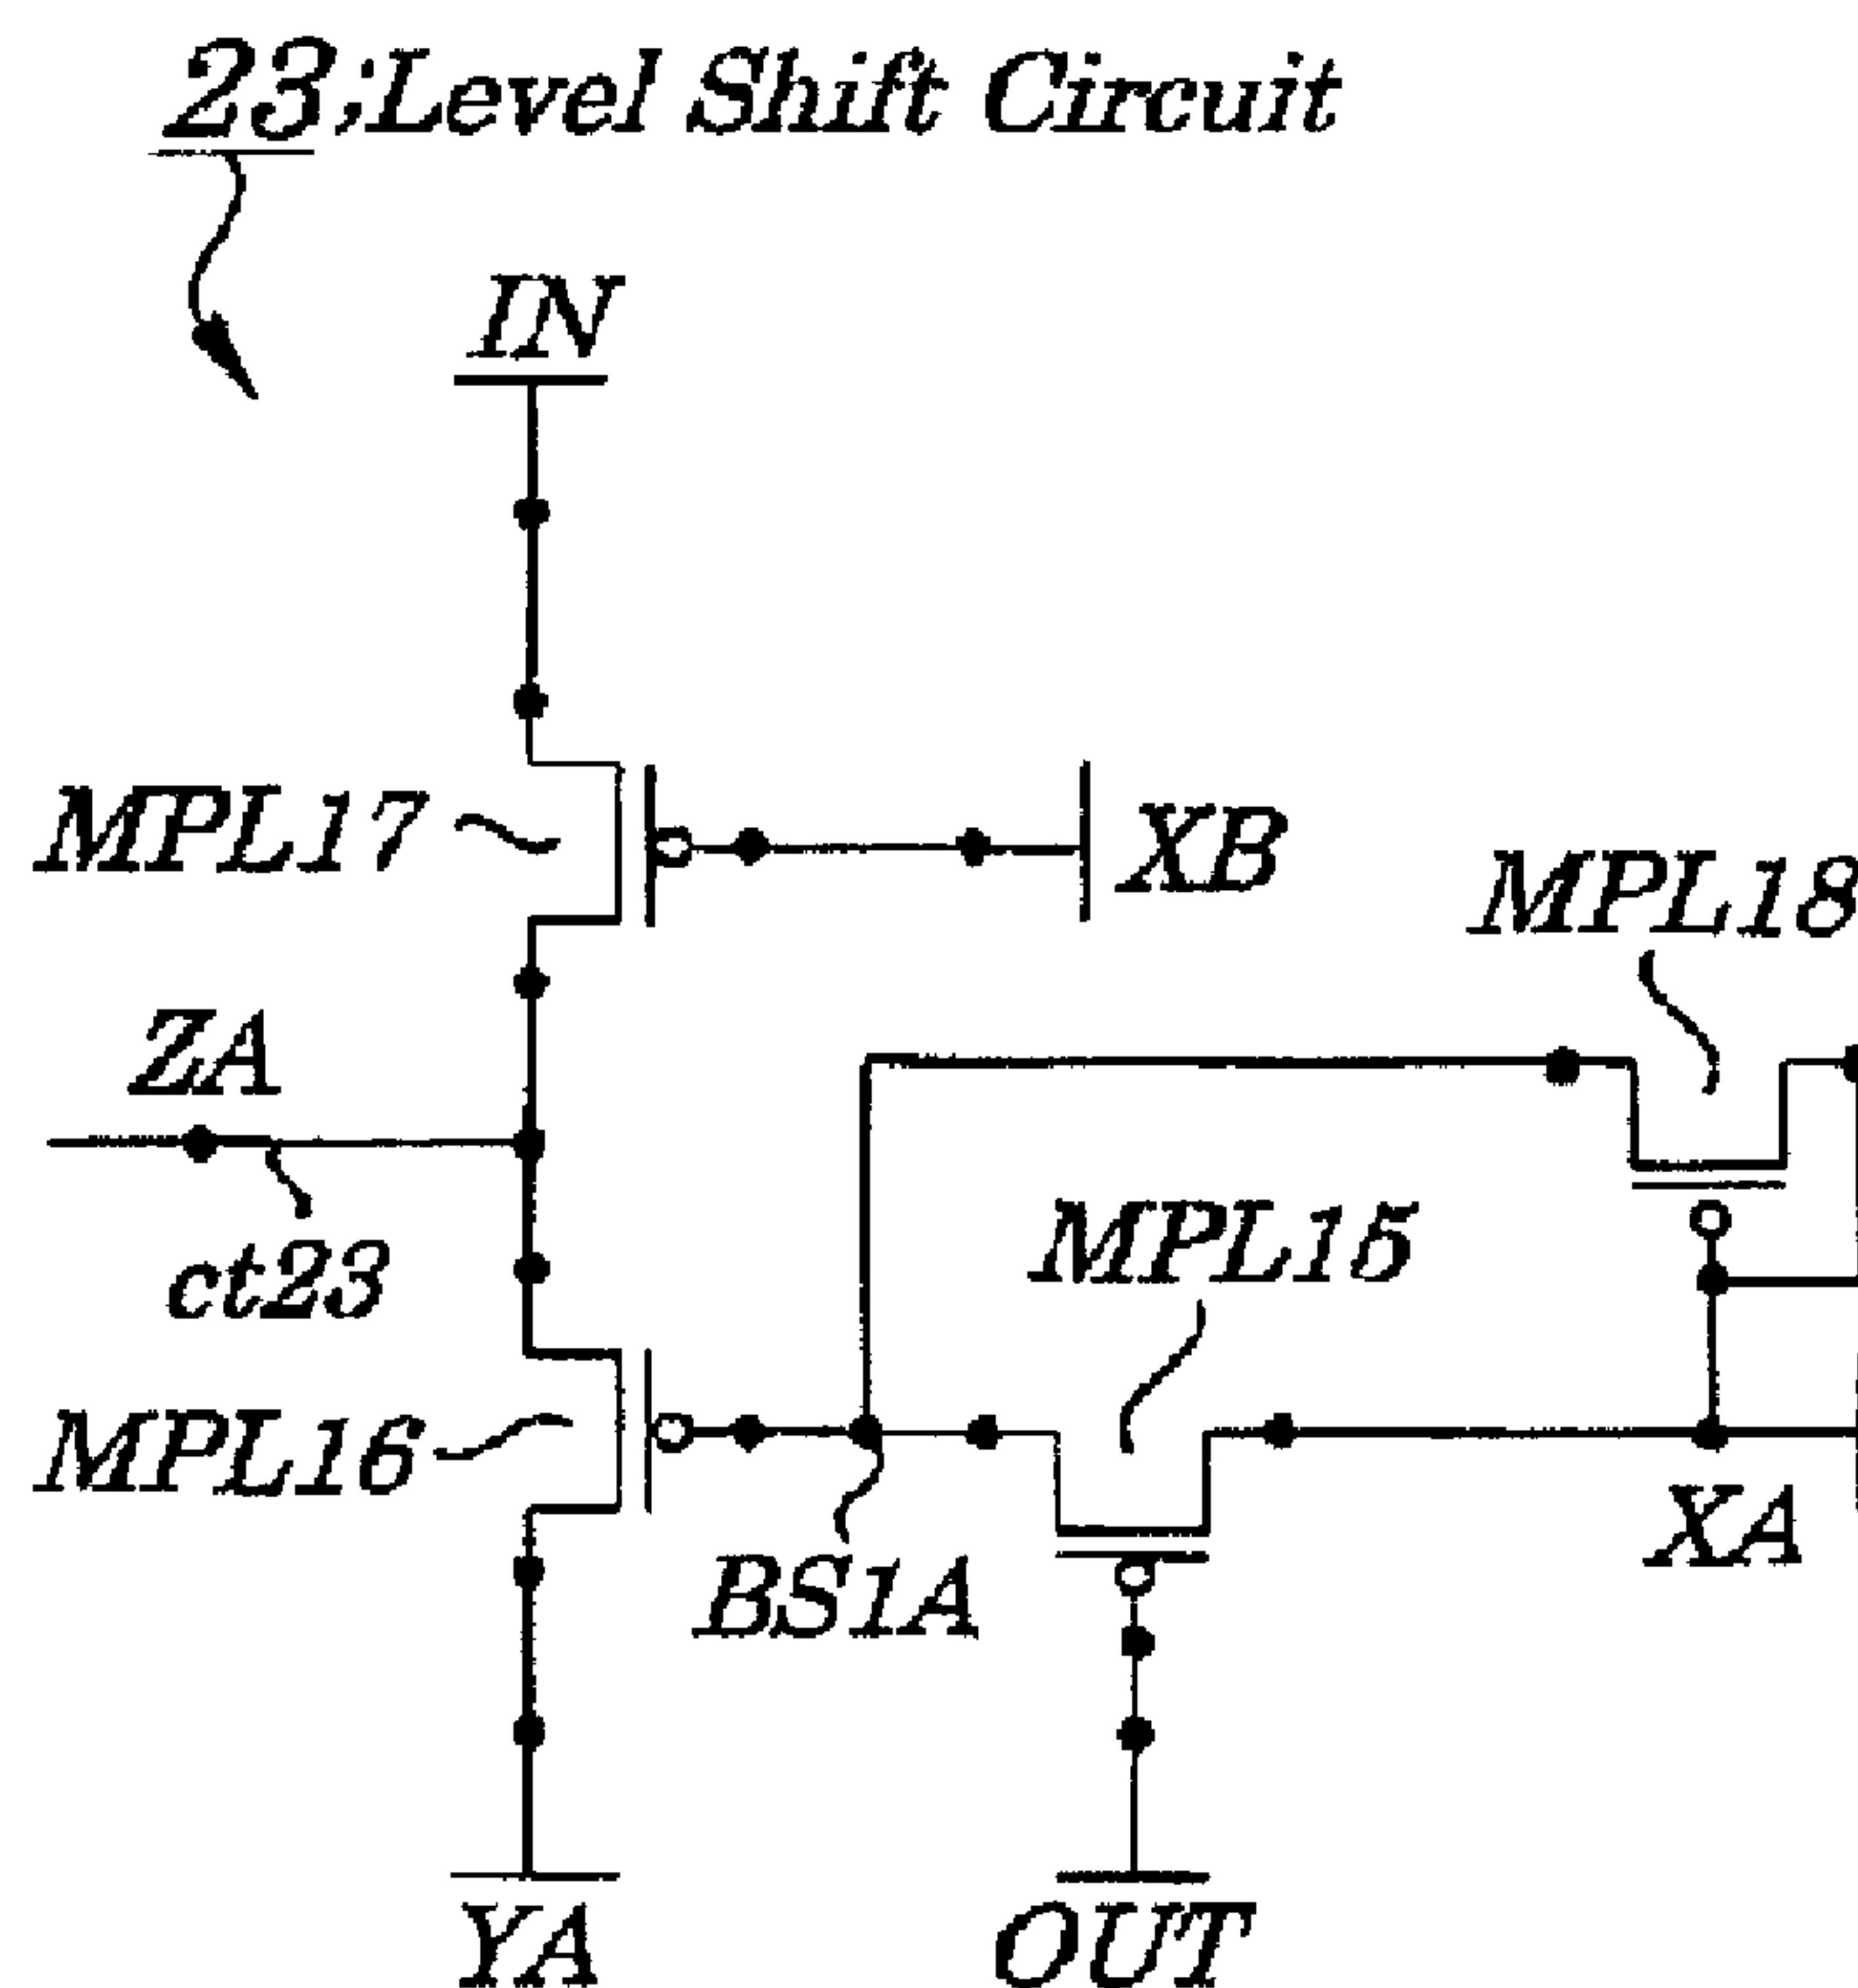 23:Level Shift Circuit
IN
MPL17
XB
MPL18
ZA
MPL15
ct23
MPL16
XA
BS1A
YA
OUT